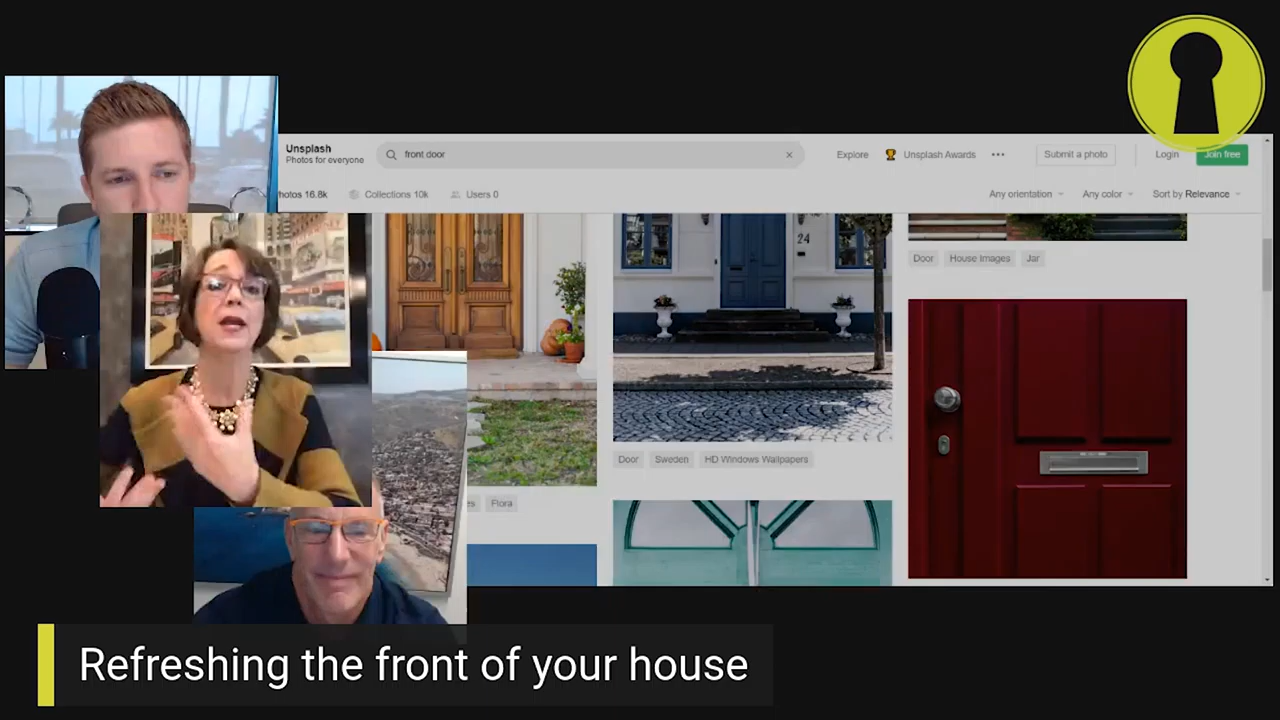 Unsplash
Photos for everyone
front door
Explore
Unsplash Awards
Submit a photo
Login
Join free
hotos 16.8k
Collections 10k
Users 0
Any orientation
Any color
Sort by Relevance
24
Door
House Images
Jar
Door
Sweden
HD Windows Wallpapers
es
Flora
Refreshing the front of your house